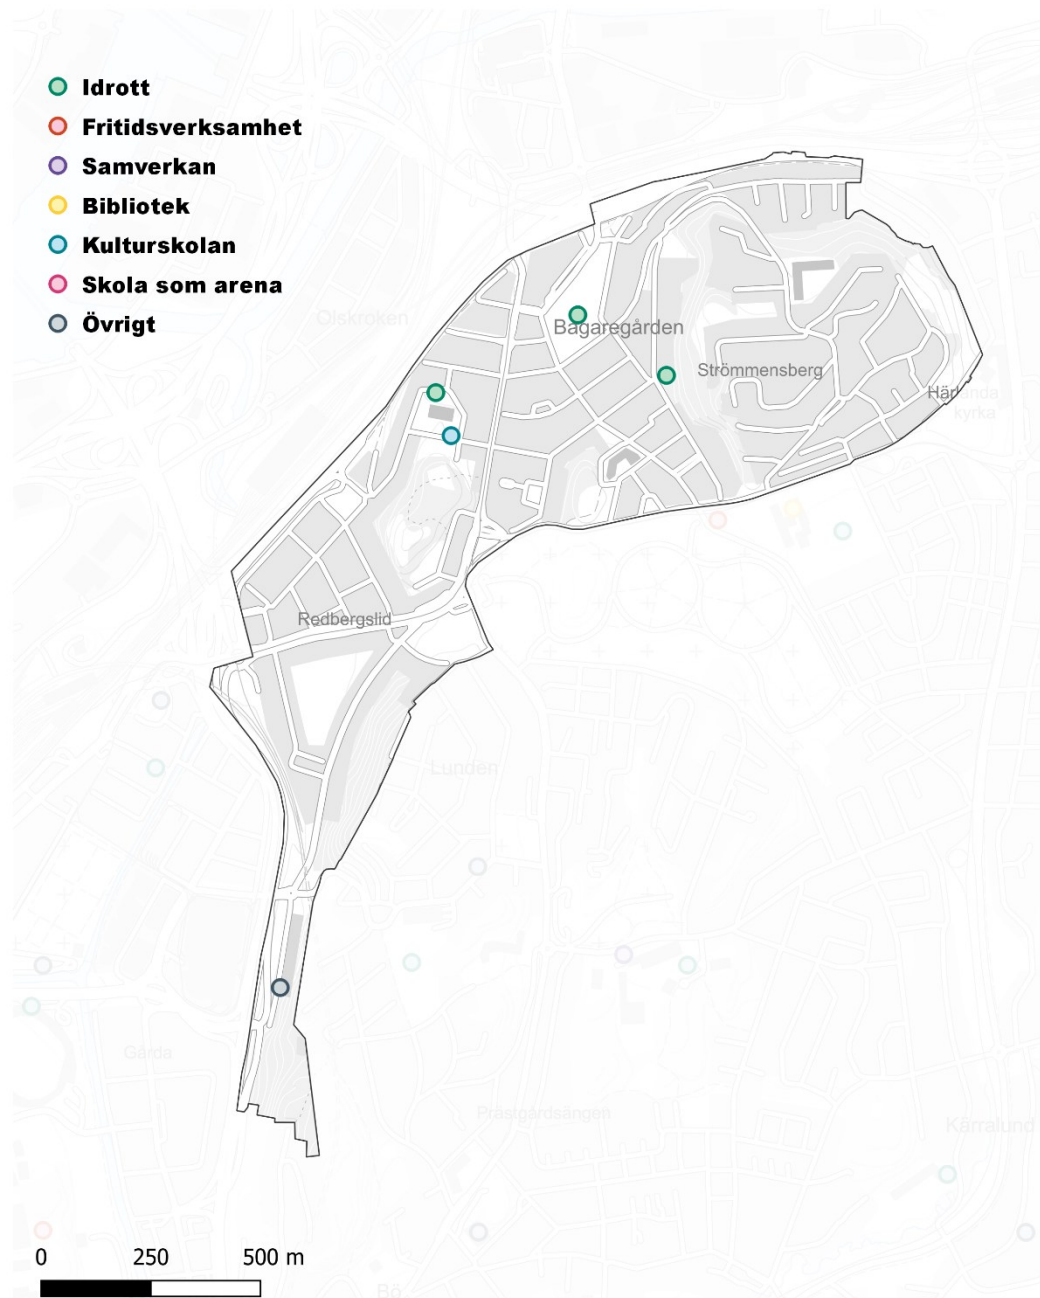 Idrott
Fritidsverksamhet
Samverkan
Bibliotek
Kulturskolan
Skola som arena
Övrigt
Olskroken
Bagaregården
Strömmensberg
Härlanda
kyrka
Redbergslid
Lunden
Gårda
Prästgårdsängen
Kärralund
0 250 500 m
Bö